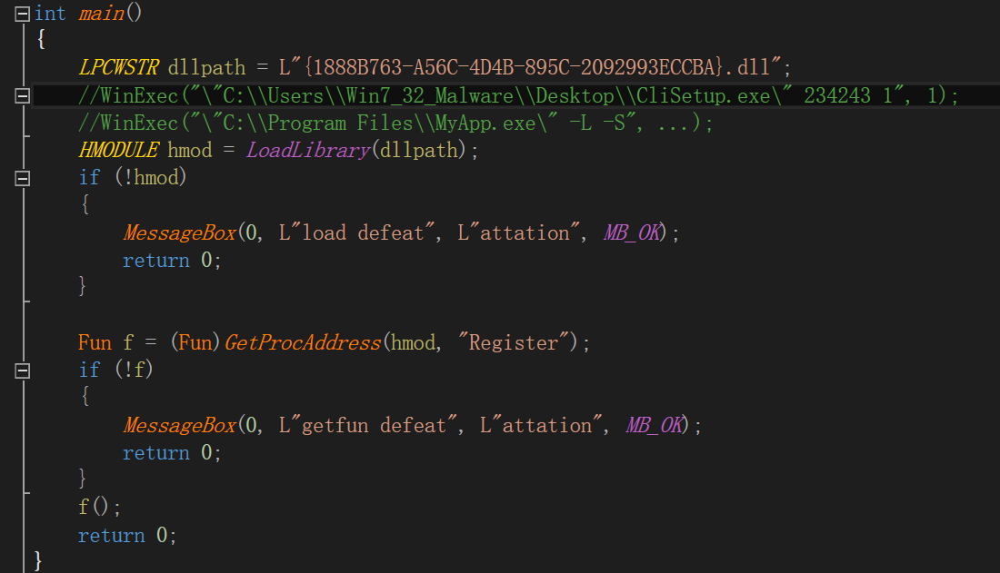 int main()
{
LPCWSTR dllpath = L"{1888B763-A56C-4D4B-895C-2092993ECCBA}.dll";
//WinExec("\"C:\\Users\\Win7_32_Malware\\Desktop\\CliSetup.exe\" 234243 1", 1);
//WinExec("\"C:\\Program Files\\MyApp.exe\" -L -S", ...);
HMODULE hmod = LoadLibrary(dllpath);
if (!hmod)
{
MessageBox(0, L"load defeat", L"attation", MB_OK);
return 0;
}
Fun f = (Fun)GetProcAddress(hmod, "Register");
if (!f)
{
MessageBox(0, L"getfun defeat", L"attation", MB_OK);
return 0;
}
f();
return 0;
}